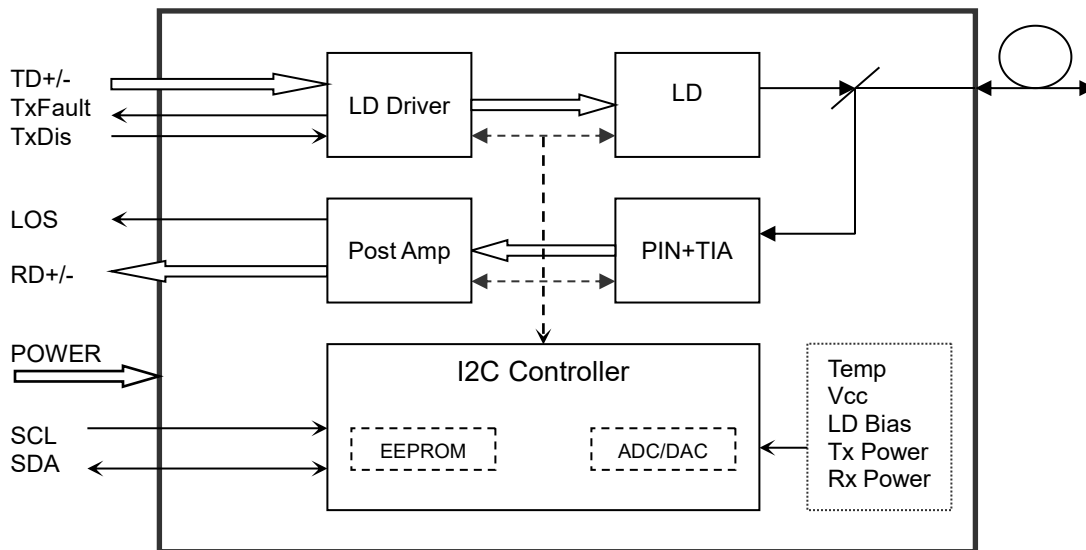 TD+/-
TxFault
TxDis
LD Driver
LD
LOS
RD+/-
Post Amp
PIN+TIA
POWER
SCL
SDA
I2C Controller
EEPROM
ADC/DAC
Temp
Vcc
LD Bias
Tx Power
Rx Power